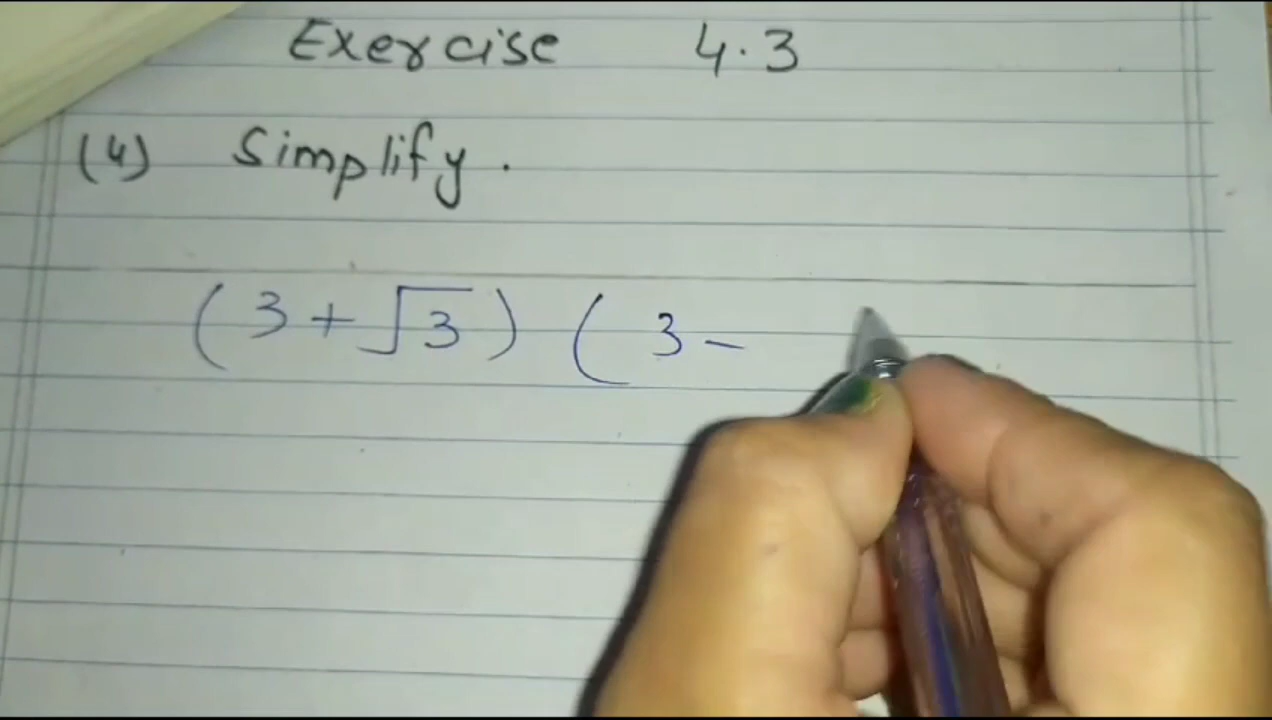 Exercise 4.3
(4) Simplify.
(3+√3) (3-